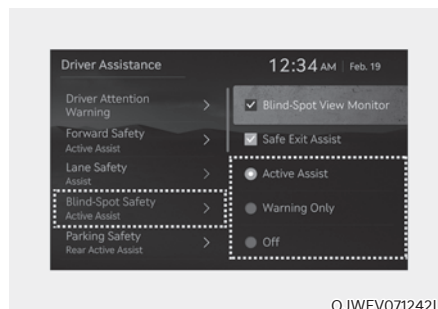 Driver Assistance
12:34 AM Feb. 19
Driver Attention
Warning
Forward Safety
Active Assist
Lane Safety
Assist
Blind-Spot Safety
Active Assist
Parking Safety
Rear Active Assist
Blind-Spot View Monitor
Safe Exit Assist
Active Assist
Warning Only
Off
OJWEV071242L